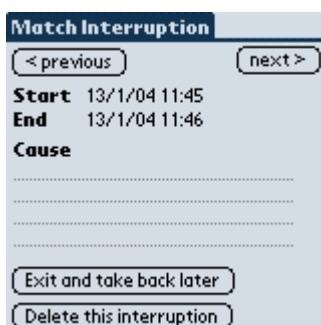 Match Interruption
< previous next >
Start 13/1/04 11:45
End 13/1/04 11:46
Cause
Exit and take back later
Delete this interruption